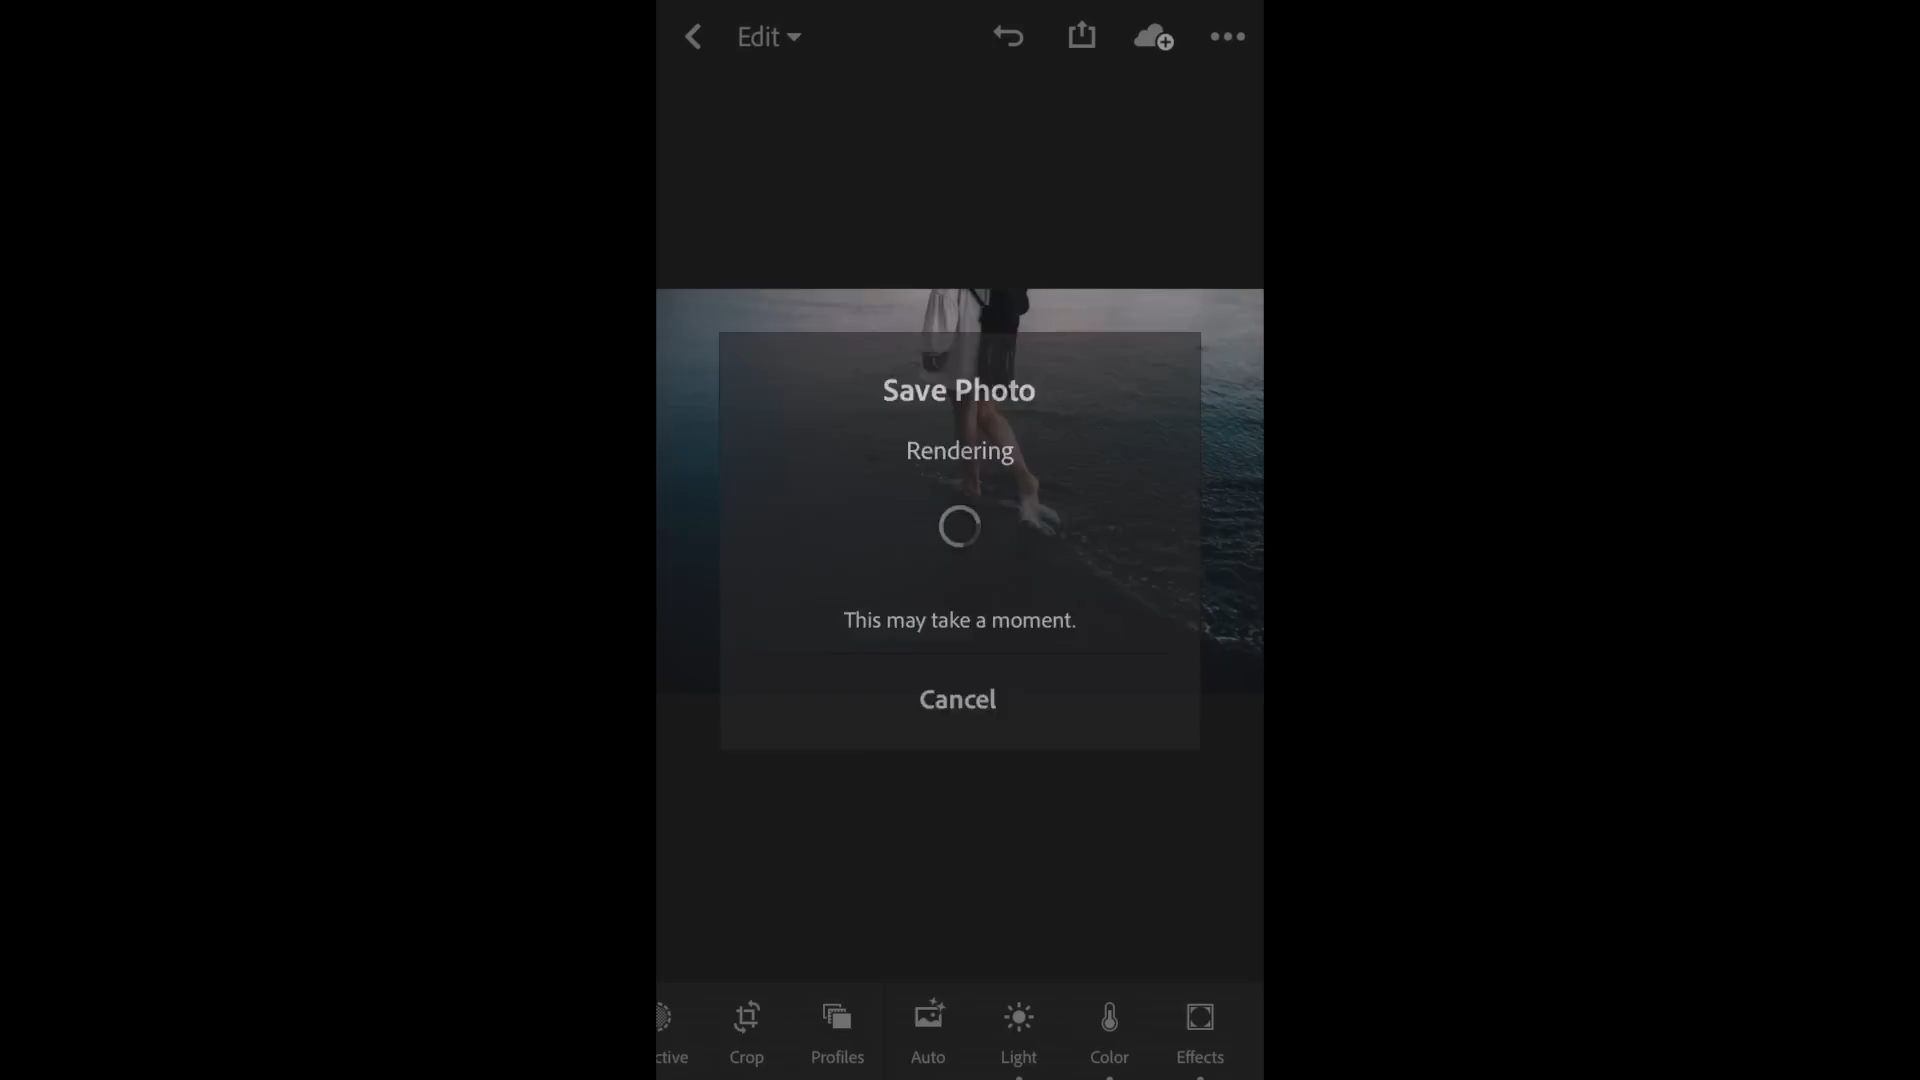 Edit
Save Photo
Rendering
This may take a moment.
Cancel
ctive Crop Profiles Auto Light Color Effects